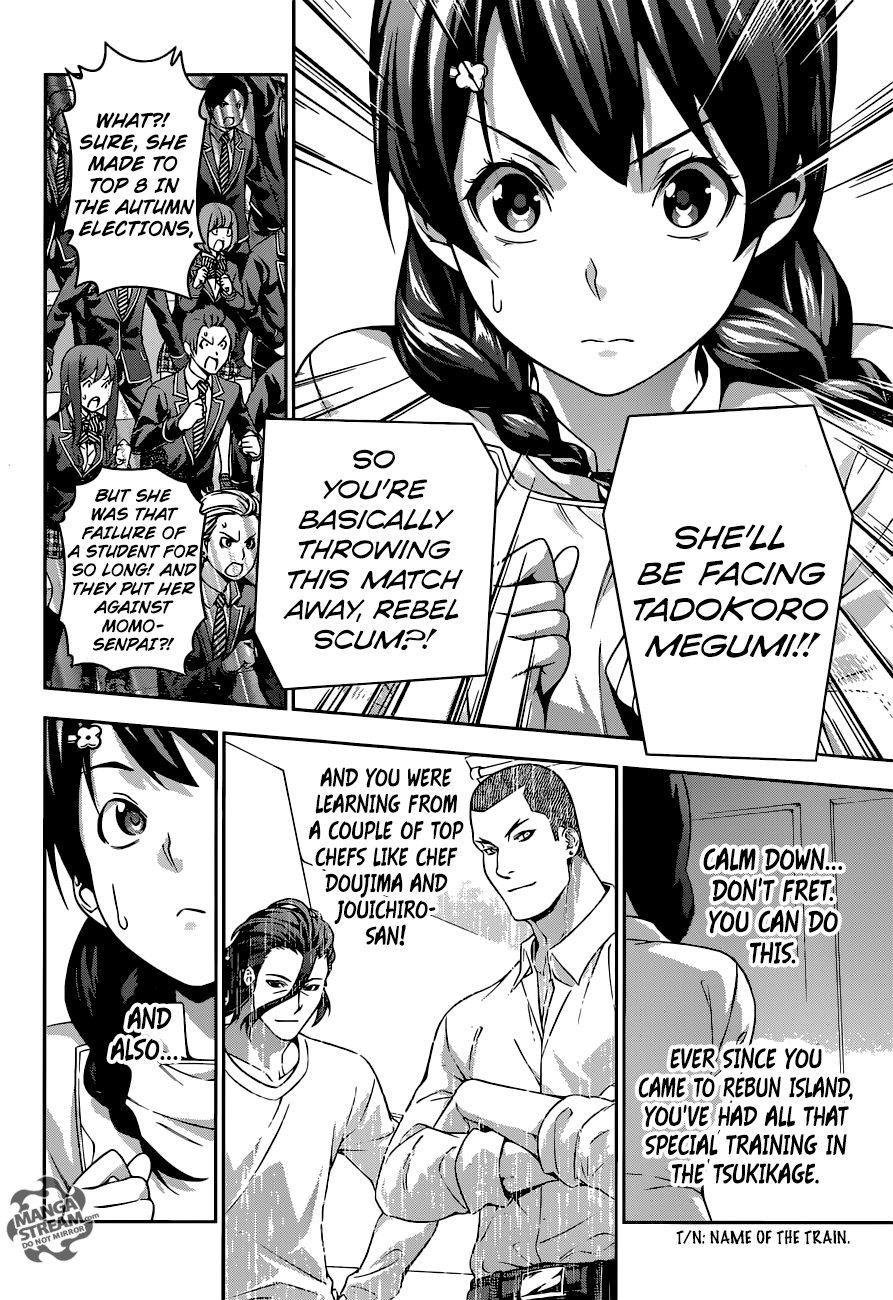 SHE'LL
BE FACING
TADOKORO
MEGUMI!!
SO
YOU'RE
BASICALLY
THROWING
THIS MATCH
AWAY, REBEL
SCUM?!
WHAT?!
SURE, SHE
MADE TO
TOP 8 IN
THE AUTUMN
ELECTIONS,
BUT SHE
WAS THAT
FAILURE OF
A STUDENT FOR
SO LONG! AND
THEY PUT HER
AGAINST
MOMO-
SENPAI?!
CALM DOWN...
DON'T FRET.
YOU CAN DO
THIS.
EVER SINCE YOU
CAME TO REBUN ISLAND,
YOU'VE HAD ALL THAT
SPECIAL TRAINING IN
THE TSUKIKAGE.
T/N: NAME OF THE TRAIN.
AND YOU WERE
LEARNING FROM
A COUPLE OF TOP
CHEFS LIKE CHEF
DOUJIMA AND
JOUICHIRO-
SAN!
AND
ALSO...
MANGA
STREAM.com
DO NOT MIRROR